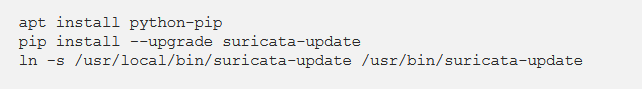 apt install python-pip
pip install --upgrade suricata-update
ln -s /usr/local/bin/suricata-update /usr/bin/suricata-update